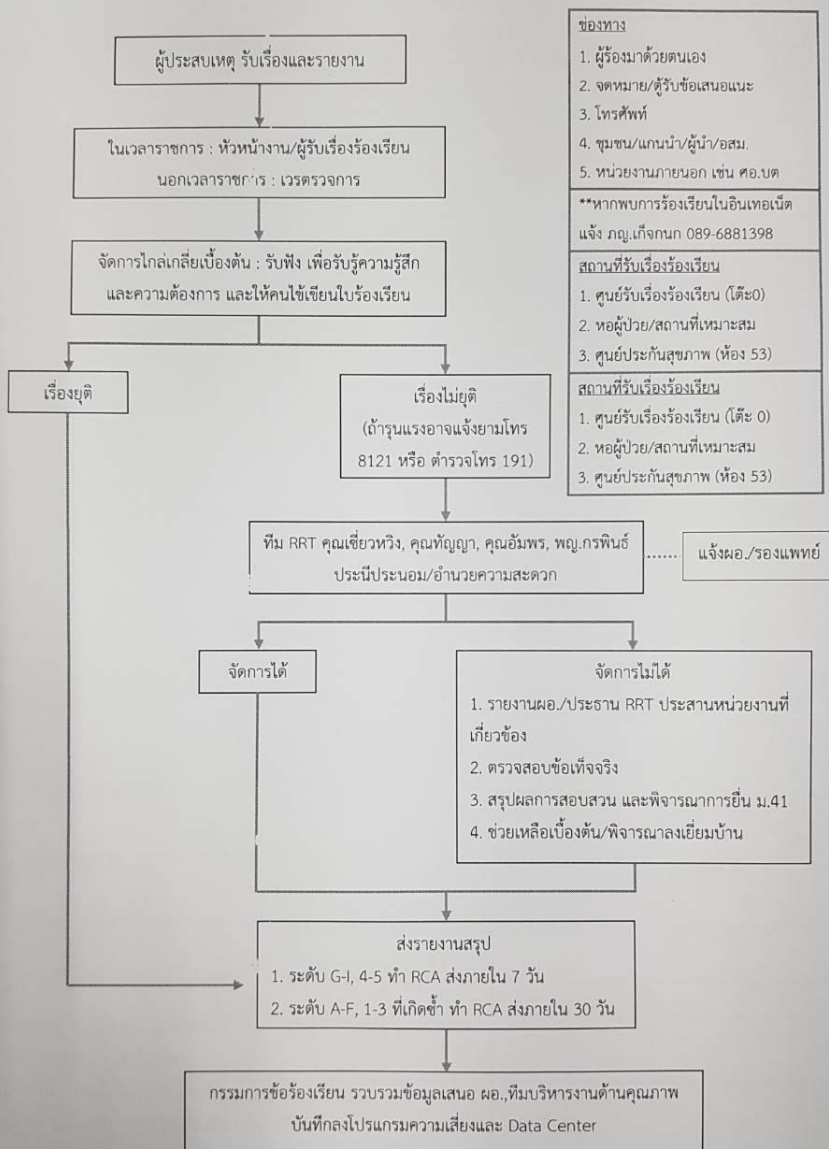 ผู้ประสบเหตุ รับเรื่องและรายงาน
ในเวลาราชการ : หัวหน้างาน/ผู้รับเรื่องร้องเรียน
นอกเวลาราชการ : เวรตรวจการ
จัดการไกล่เกลี่ยเบื้องต้น : รับฟัง เพื่อรับรู้ความรู้สึก
และความต้องการ และให้คนไข้เขียนใบร้องเรียน
เรื่องยุติ
เรื่องไม่ยุติ
(ถ้ารุนแรงอาจแจ้งยามโทร
8121 หรือ ตำรวจโทร 191)
ทีม RRT คุณเซี่ยวหวิง, คุณทัญญา, คุณอัมพร, พญ.กรพินธ์
ประนีประนอม/อำนวยความสะดวก
แจ้งผอ./รองแพทย์
จัดการได้
จัดการไม่ได้
1. รายงานผอ./ประธาน RRT ประสานหน่วยงานที่
เกี่ยวข้อง
2. ตรวจสอบข้อเท็จจริง
3. สรุปผลการสอบสวน และพิจารณาการยื่น ม.41
4. ช่วยเหลือเบื้องต้น/พิจารณาลงเยี่ยมบ้าน
ส่งรายงานสรุป
1. ระดับ G-I, 4-5 ทำ RCA ส่งภายใน 7 วัน
2. ระดับ A-F, 1-3 ที่เกิดซ้ำ ทำ RCA ส่งภายใน 30 วัน
กรรมการข้อร้องเรียน รวบรวมข้อมูลเสนอ ผอ.,ทีมบริหารงานด้านคุณภาพ
บันทึกลงโปรแกรมความเสี่ยงและ Data Center
ช่องทาง
1. ผู้ร้องมาด้วยตนเอง
2. จดหมาย/ตู้รับข้อเสนอแนะ
3. โทรศัพท์
4. ชุมชน/แกนนำ/ผู้นำ/อสม.
5. หน่วยงานภายนอก เช่น ศอ.บต
**หากพบการร้องเรียนในอินเทอเน็ต
แจ้ง ภญ.เก็จกนก 089-6881398
สถานที่รับเรื่องร้องเรียน
1. ศูนย์รับเรื่องร้องเรียน (โต๊ะ0)
2. หอผู้ป่วย/สถานที่เหมาะสม
3. ศูนย์ประกันสุขภาพ (ห้อง 53)
สถานที่รับเรื่องร้องเรียน
1. ศูนย์รับเรื่องร้องเรียน (โต๊ะ 0)
2. หอผู้ป่วย/สถานที่เหมาะสม
3. ศูนย์ประกันสุขภาพ (ห้อง 53)